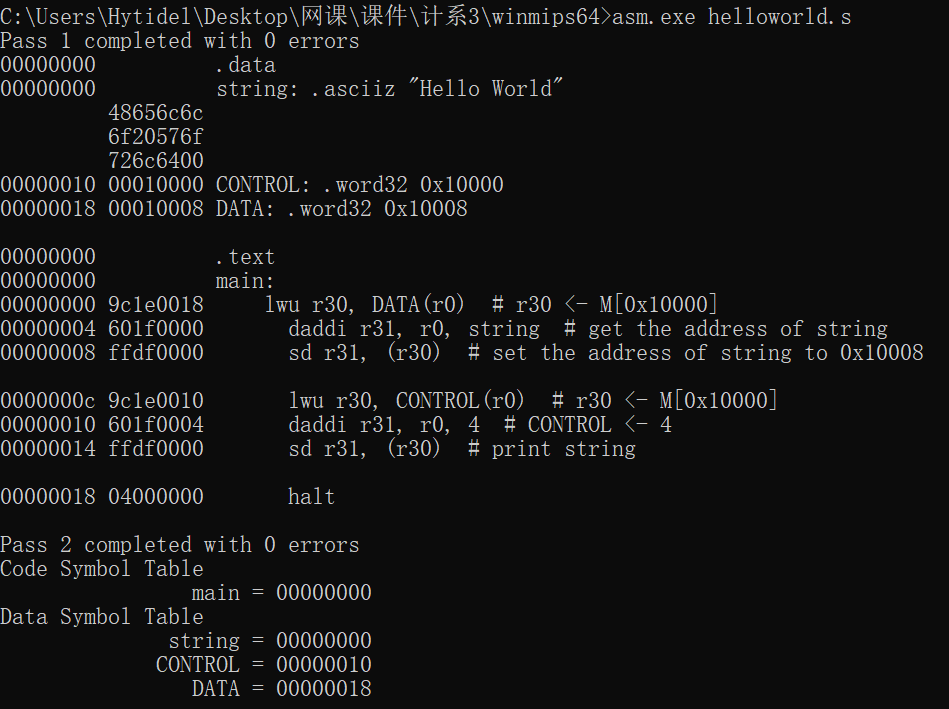 C:\Users\Hytidel\Desktop\网课\课件\计系3\winmips64>asm.exe helloworld.s
Pass 1 completed with 0 errors
00000000          .data
00000000          string: .asciiz "Hello World"
         48656c6c
         6f20576f
         726c6400
00000010 00010000 CONTROL: .word32 0x10000
00000018 00010008 DATA: .word32 0x10008

00000000          .text
00000000          main:
00000000 9c1e0018     lwu r30, DATA(r0)  # r30 <- M[0x10000]
00000004 601f0000       daddi r31, r0, string  # get the address of string
00000008 ffdf0000       sd r31, (r30)  # set the address of string to 0x10008

0000000c 9c1e0010       lwu r30, CONTROL(r0)  # r30 <- M[0x10000]
00000010 601f0004       daddi r31, r0, 4  # CONTROL <- 4
00000014 ffdf0000       sd r31, (r30)  # print string

00000018 04000000       halt

Pass 2 completed with 0 errors
Code Symbol Table
                main = 00000000
Data Symbol Table
              string = 00000000
             CONTROL = 00000010
                DATA = 00000018